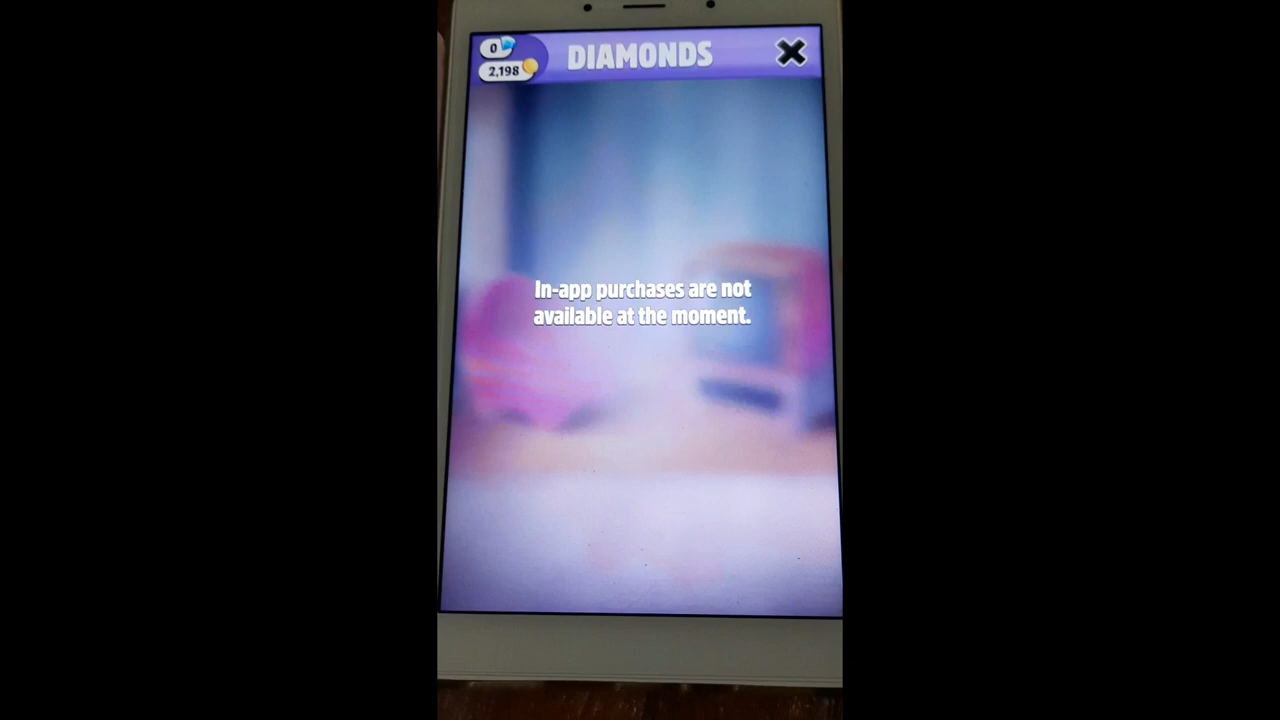 0
DIAMONDS
2,198
In-app purchases are not
available at the moment.